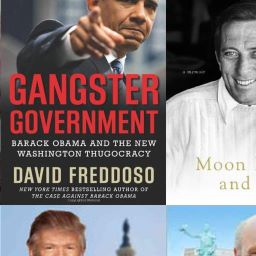 GANGSTER
GOVERNMENT
BARACK OBAMA AND THE NEW
WASHINGTON THUGOCRACY
DAVID FREDDOSO
NEW YORK TIMES BESTSELLING AUTHOR OF
THE CASE AGAINST BARACK OBAMA
A MEMOIR
Moon
and